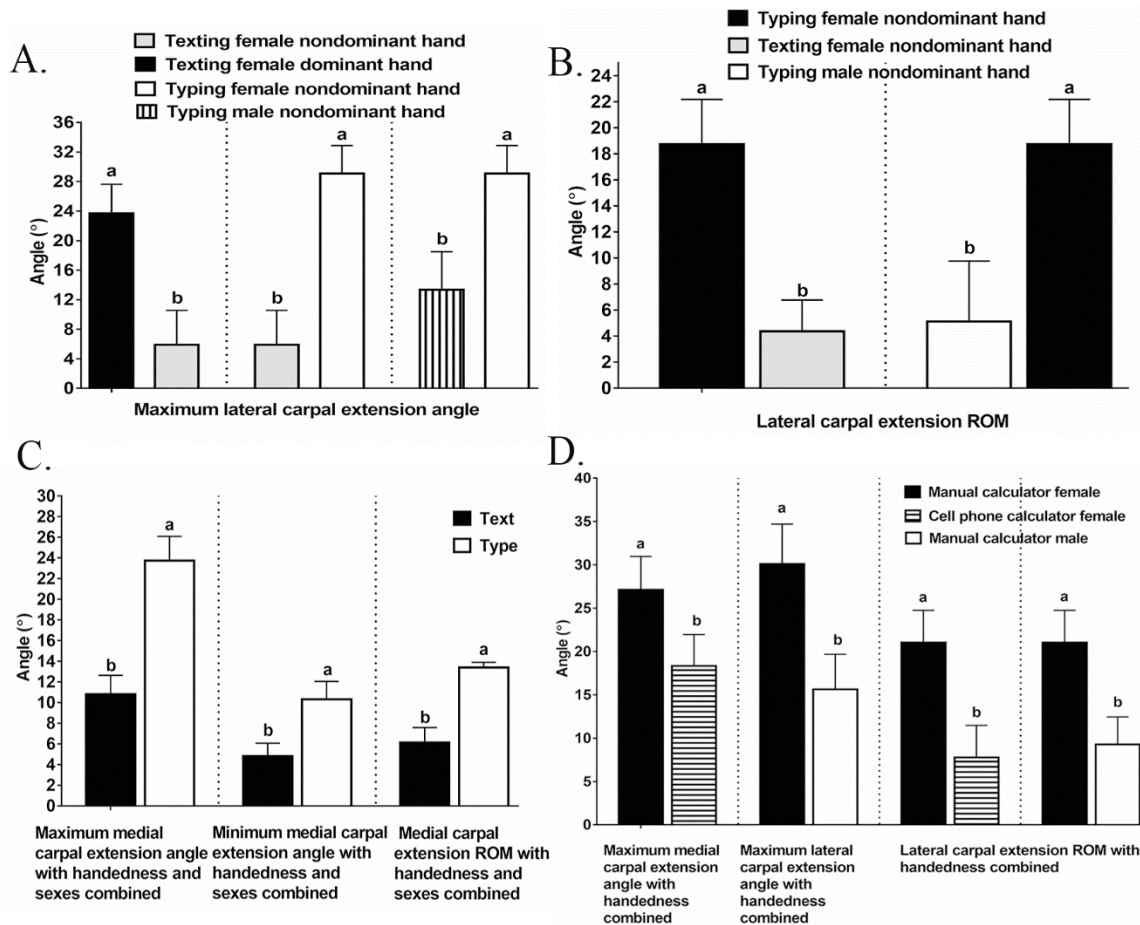 A.
Texting female nondominant hand
Texting female dominant hand
Typing female nondominant hand
Typing male nondominant hand
36
32
28
24
20
16
12
8
4
0
Angle (°)
a
b
b
a
b
a
Maximum lateral carpal extension angle
B.
Typing female nondominant hand
Texting female nondominant hand
Typing male nondominant hand
24
22
20
18
16
14
12
10
8
6
4
2
0
Angle (°)
a
b
b
a
Lateral carpal extension ROM
C.
30
28
26
24
22
20
18
16
14
12
10
8
6
4
2
0
Angle (°)
Text
Type
b
a
b
a
b
a
Maximum medial
carpal extension angle
with handedness and
sexes combined
Minimum medial carpal
extension angle with
handedness and
sexes combined
Medial carpal
extension ROM with
handedness and
sexes combined
D.
40
35
30
25
20
15
10
5
0
Angle (°)
Manual calculator female
Cell phone calculator female
Manual calculator male
a
b
a
b
a
b
a
b
Maximum medial
carpal extension
angle with
handedness
combined
Maximum lateral
carpal extension
angle with
handedness
combined
Lateral carpal extension ROM with
handedness combined